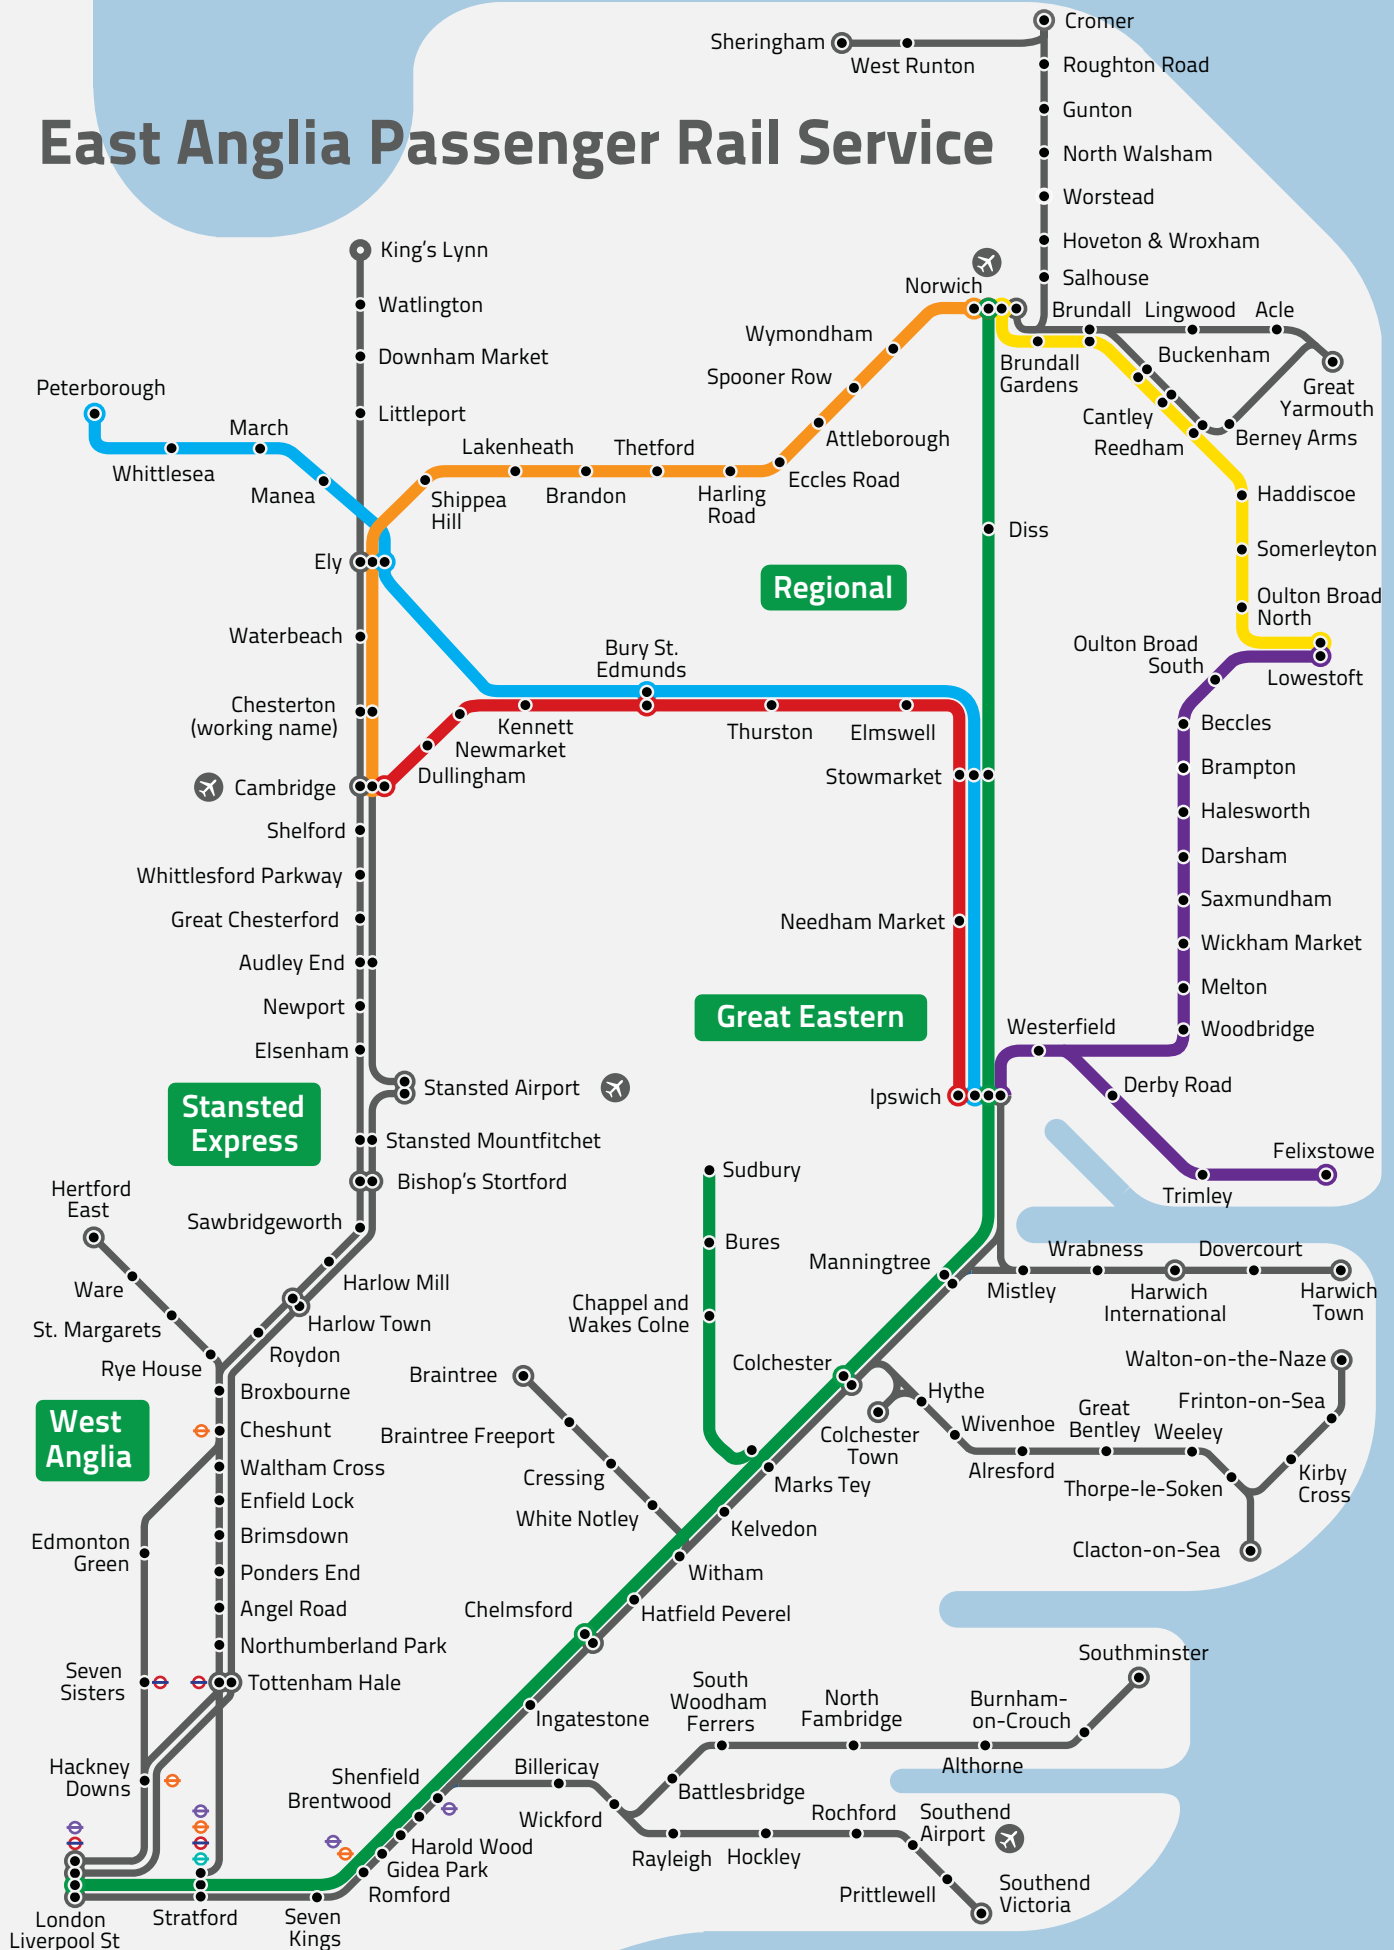 Cromer
Sheringham
West Runton
Roughton Road
Gunton
East Anglia Passenger Rail Service
North Walsham
Worstead
Hoveton & Wroxham
King's Lynn
Salhouse
Norwich
Watlington
Brundall
Lingwood
Acle
Wymondham
Downham Market
Brundall
Gardens
Buckenham
Spooner Row
Great
Yarmouth
Peterborough
Littleport
Cantley
March
Lakenheath
Thetford
Attleborough
Reedham
Berney Arms
Whittlesea
Manea
Shippea
Hill
Brandon
Harling
Road
Eccles Road
Haddiscoe
Diss
Ely
Somerleyton
Regional
Oulton Broad
North
Waterbeach
Bury St.
Edmunds
Oulton Broad
South
Lowestoft
Chesterton
(working name)
Kennett
Newmarket
Dullingham
Thurston
Elmswell
Beccles
Stowmarket
Brampton
Cambridge
Halesworth
Shelford
Darsham
Whittlesford Parkway
Saxmundham
Great Chesterford
Needham Market
Wickham Market
Audley End
Melton
Newport
Great Eastern
Westerfield
Woodbridge
Elsenham
Stansted Airport
Ipswich
Derby Road
Stansted
Express
Stansted Mountfitchet
Felixstowe
Sudbury
Bishop's Stortford
Trimley
Hertford
East
Sawbridgeworth
Bures
Manningtree
Wrabness
Dovercourt
Ware
Harlow Mill
Mistley
Harwich
International
Harwich
Town
St. Margarets
Harlow Town
Chappel and
Wakes Colne
Rye House
Roydon
Braintree
Colchester
Walton-on-the-Naze
Broxbourne
Hythe
Frinton-on-Sea
West
Anglia
Cheshunt
Braintree Freeport
Colchester
Town
Wivenhoe
Great
Bentley
Weeley
Waltham Cross
Cressing
Marks Tey
Alresford
Thorpe-le-Soken
Kirby
Cross
Enfield Lock
White Notley
Kelvedon
Edmonton
Green
Brimsdown
Clacton-on-Sea
Ponders End
Witham
Angel Road
Chelmsford
Hatfield Peverel
Northumberland Park
Seven
Sisters
Tottenham Hale
South
Woodham
Ferrers
North
Fambridge
Burnham-
on-Crouch
Southminster
Ingatestone
Hackney
Downs
Shenfield
Billericay
Althorne
Brentwood
Battlesbridge
Wickford
Rochford
Southend
Airport
Harold Wood
Rayleigh
Hockley
Gidea Park
Romford
Prittlewell
Southend
Victoria
London
Liverpool St
Stratford
Seven
Kings